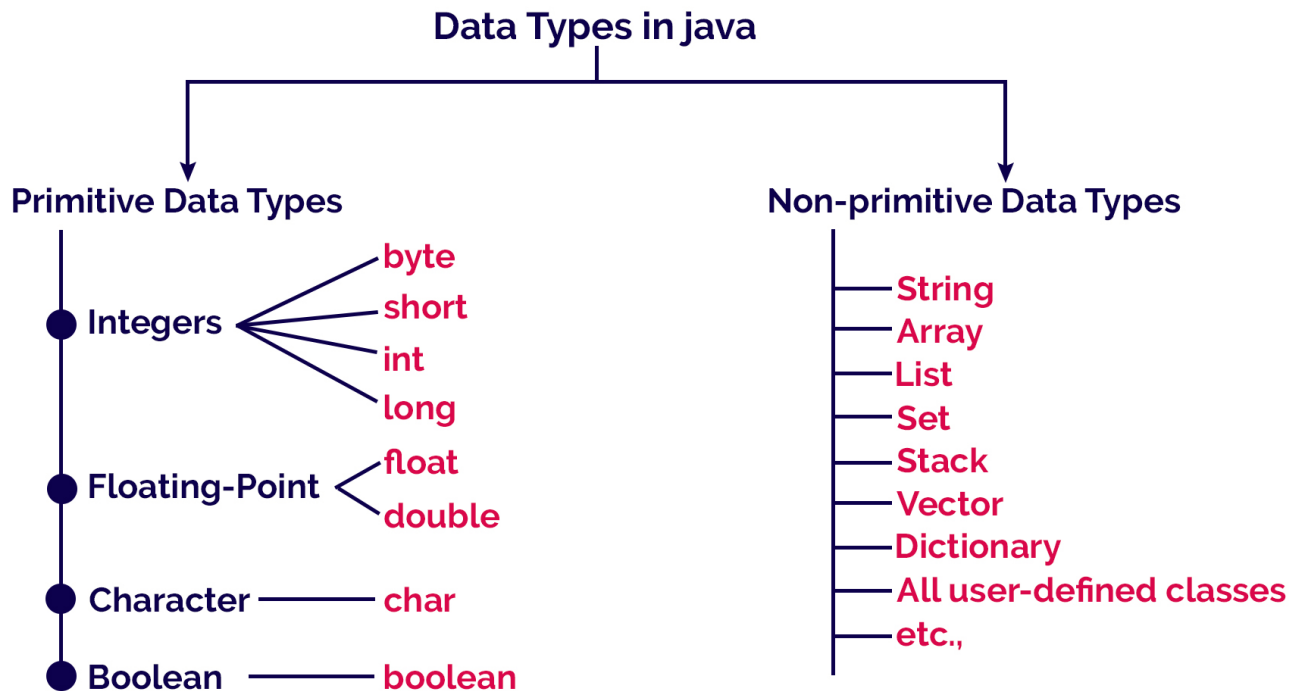 Data Types in java
Primitive Data Types
Integers
byte
short
int
long
Floating-Point
float
double
Character
char
Boolean
boolean
Non-primitive Data Types
String
Array
List
Set
Stack
Vector
Dictionary
All user-defined classes
etc.,